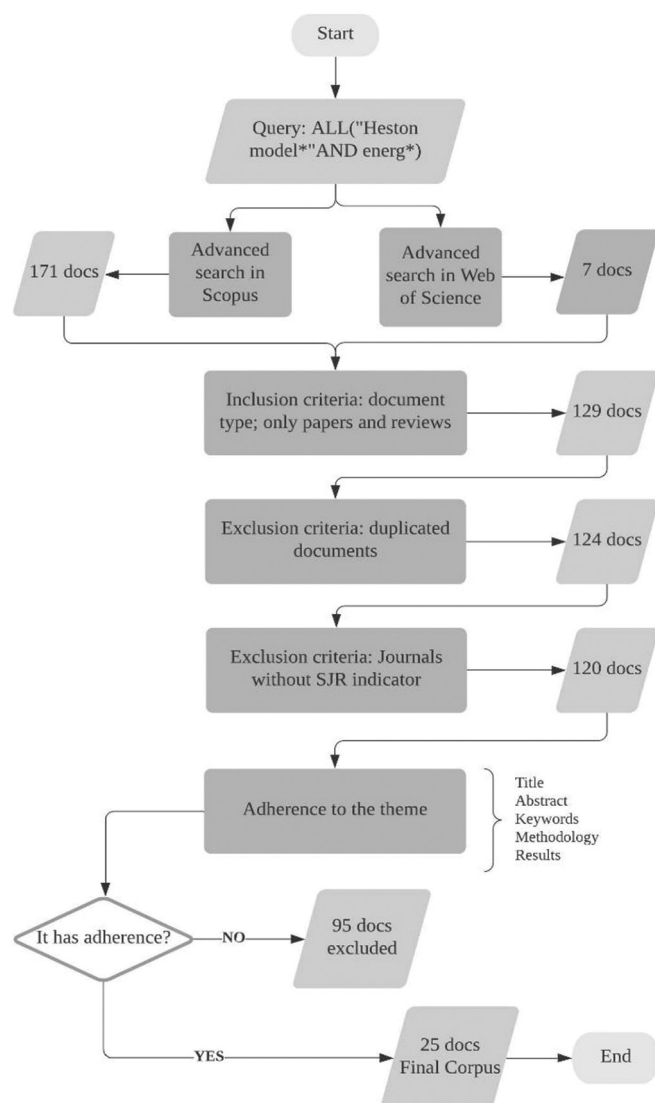 Start
Query: ALL("Heston
model*"AND energ*)
171 docs
Advanced
search in
Scopus
Advanced
search in Web
of Science
7 docs
Inclusion criteria: document
type; only papers and reviews
129 docs
Exclusion criteria: duplicated
documents
124 docs
Exclusion criteria: Journals
without SJR indicator
120 docs
Adherence to the theme
Title
Abstract
Keywords
Methodology
Results
It has adherence?
NO
95 docs
excluded
YES
25 docs
Final Corpus
End